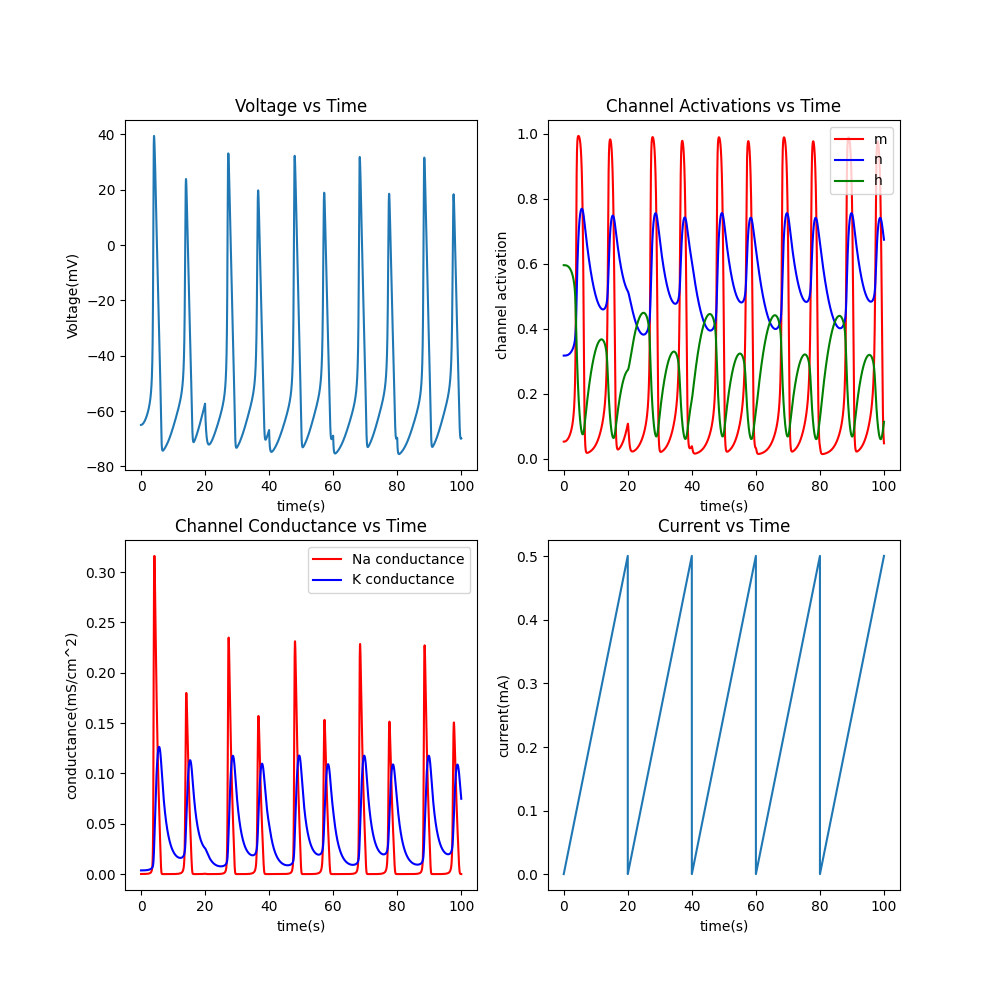 Voltage vs Time
40
20
0
−20
−40
−60
−80
Voltage(mV)
0 20 40 60 80 100
time(s)
Channel Activations vs Time
1.0
0.8
0.6
0.4
0.2
0.0
channel activation
m
n
h
0 20 40 60 80 100
time(s)
Channel Conductance vs Time
0.30
0.25
0.20
0.15
0.10
0.05
0.00
conductance(mS/cm^2)
Na conductance
K conductance
0 20 40 60 80 100
time(s)
Current vs Time
0.5
0.4
0.3
0.2
0.1
0.0
current(mA)
0 20 40 60 80 100
time(s)